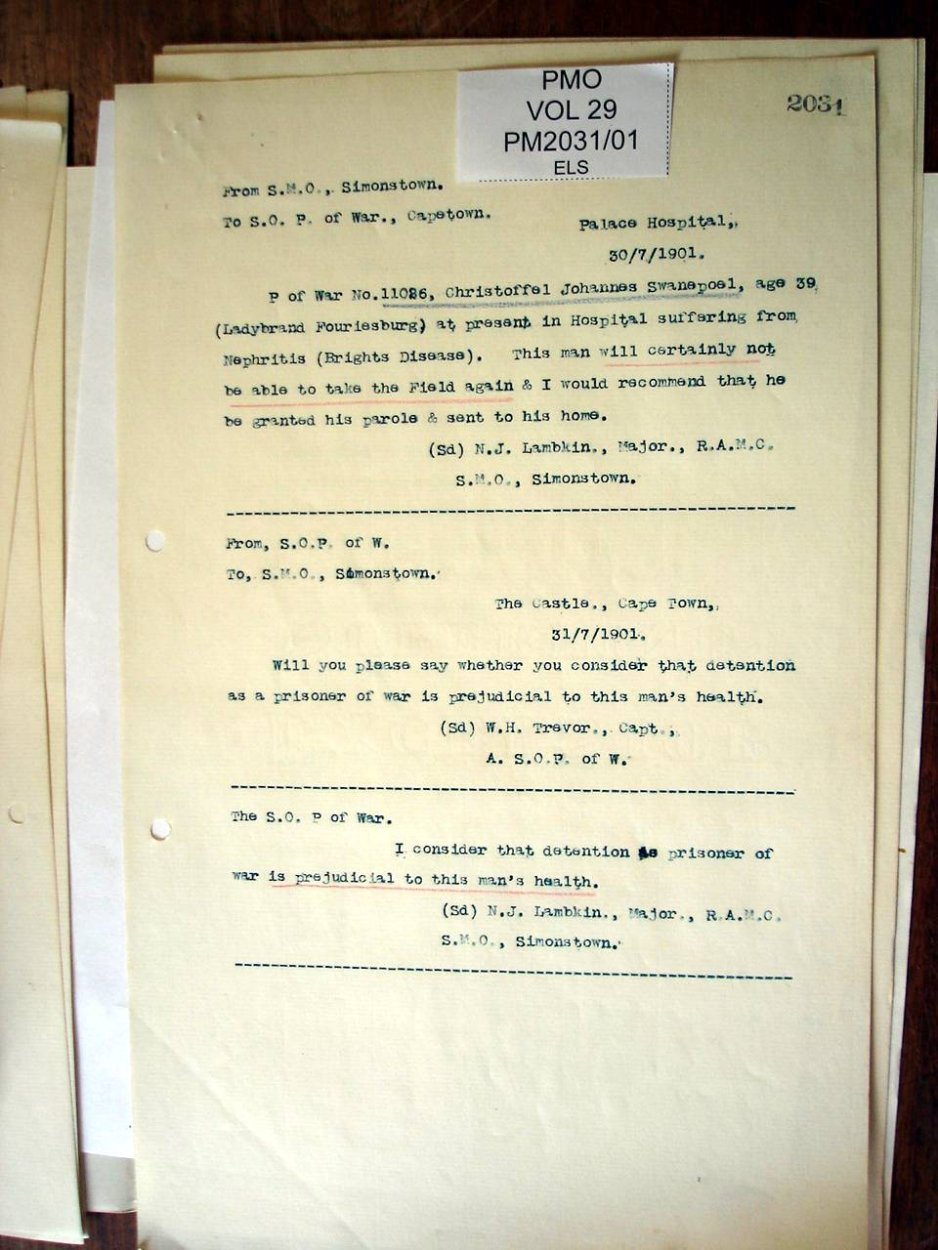 PMO
VOL 29
PM2031/01
ELS
2031
From S.M.O., Simonstown.
To S.O. P. of War., Capetown.
Palace Hospital,,
30/7/1901.
P of War No.11086, Christoffel Johannes Swanepoel, age 39,
(Ladybrand Fouriesburg) at present in Hospital suffering from,
Nephritis (Brights Disease). This man will certainly not
be able to take the Field again & I would recommend that he
be granted his parole & sent to his home.
(Sd) N.J. Lambkin., Major., R.A.M.C.
S.M.O., Simonstown.
From, S.O.P. of W.
To, S.M.O., Simonstown.
The Castle., Cape Town,,
31/7/1901.
Will you please say whether you consider that detention
as a prisoner of war is prejudicial to this man's health.
(Sd) W.H. Trevor., Capt.,
A. S.O.P. of W.
The S.O. P of War.
I consider that detention as prisoner of
war is prejudicial to this man's health.
(Sd) N.J. Lambkin., Major., R.A.M.C.
S.M.O., Simonstown.